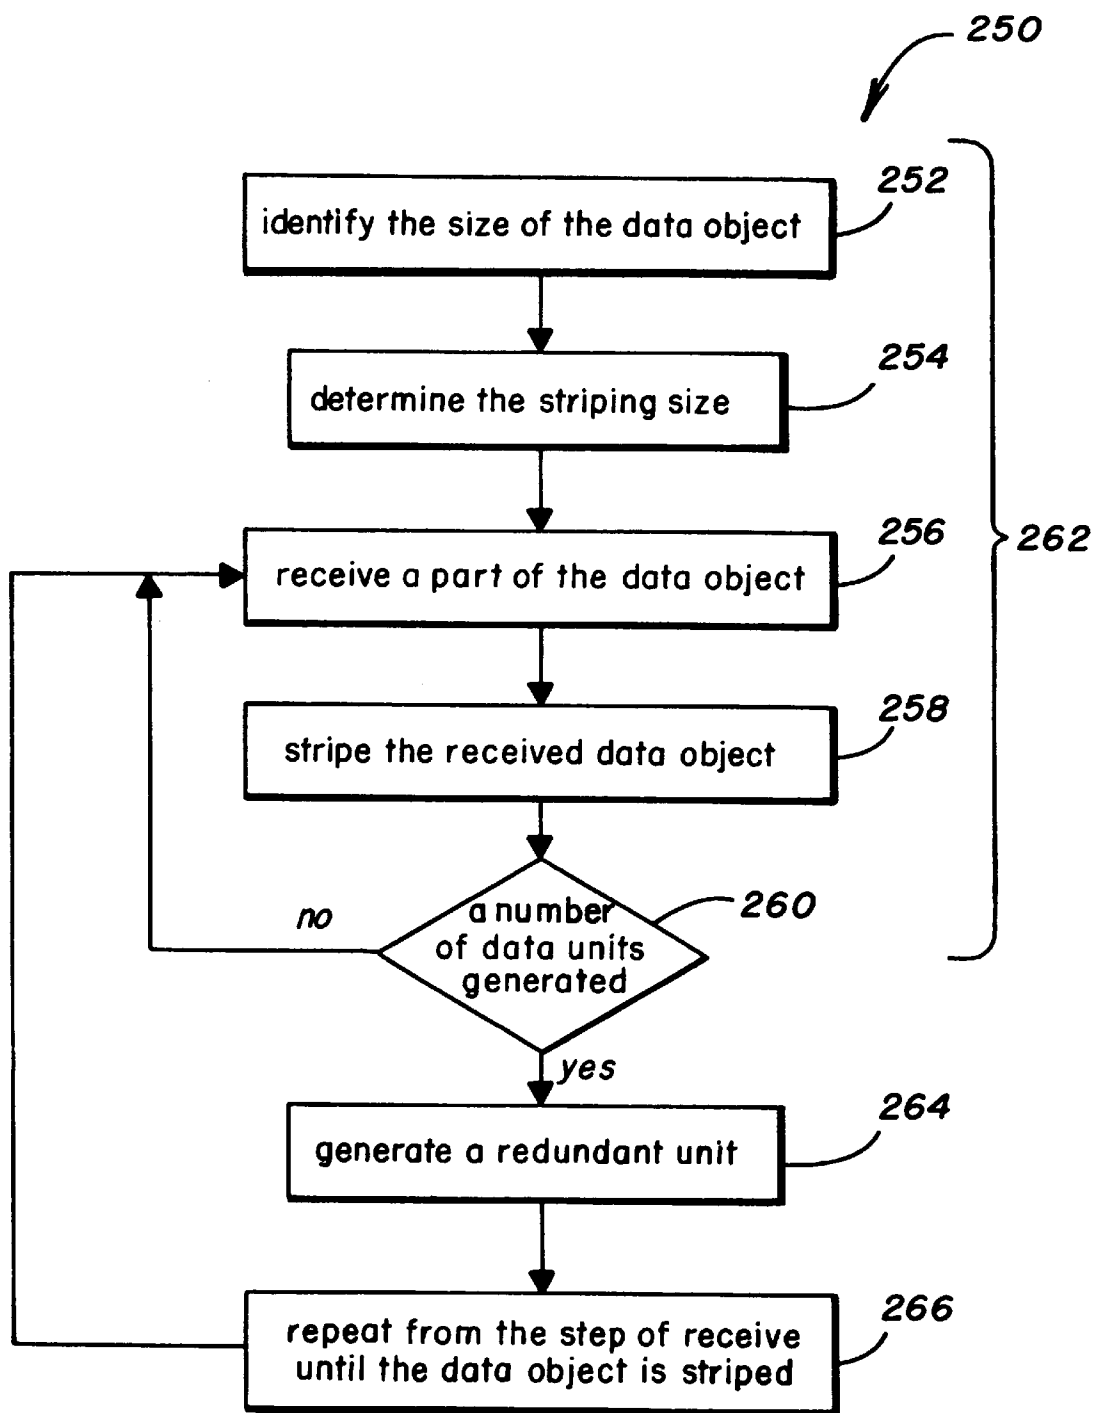 250
252
identify the size of the data object
254
determine the striping size
256
receive a part of the data object
262
258
stripe the received data object
260
a number
of data units
generated
no
yes
264
generate a redundant unit
266
repeat from the step of receive
until the data object is striped